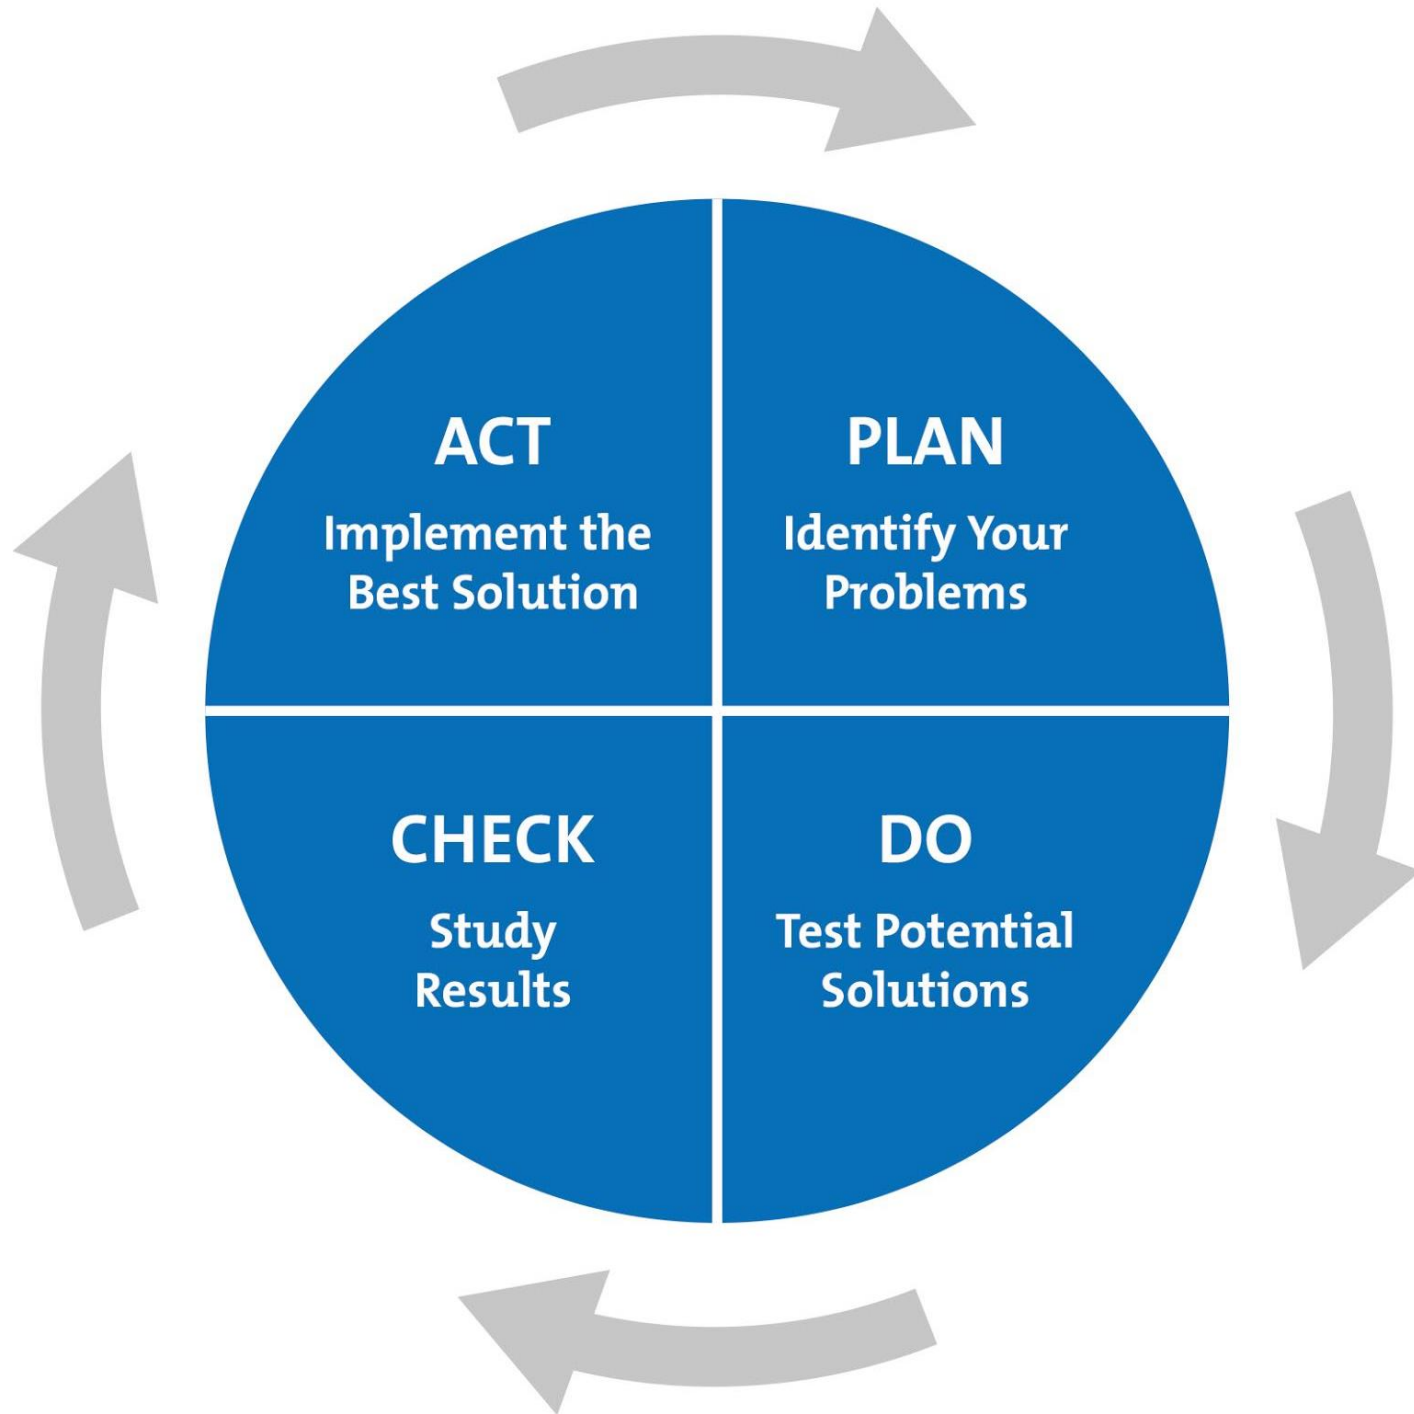 ACT
Implement the
Best Solution
PLAN
Identify Your
Problems
CHECK
Study
Results
DO
Test Potential
Solutions